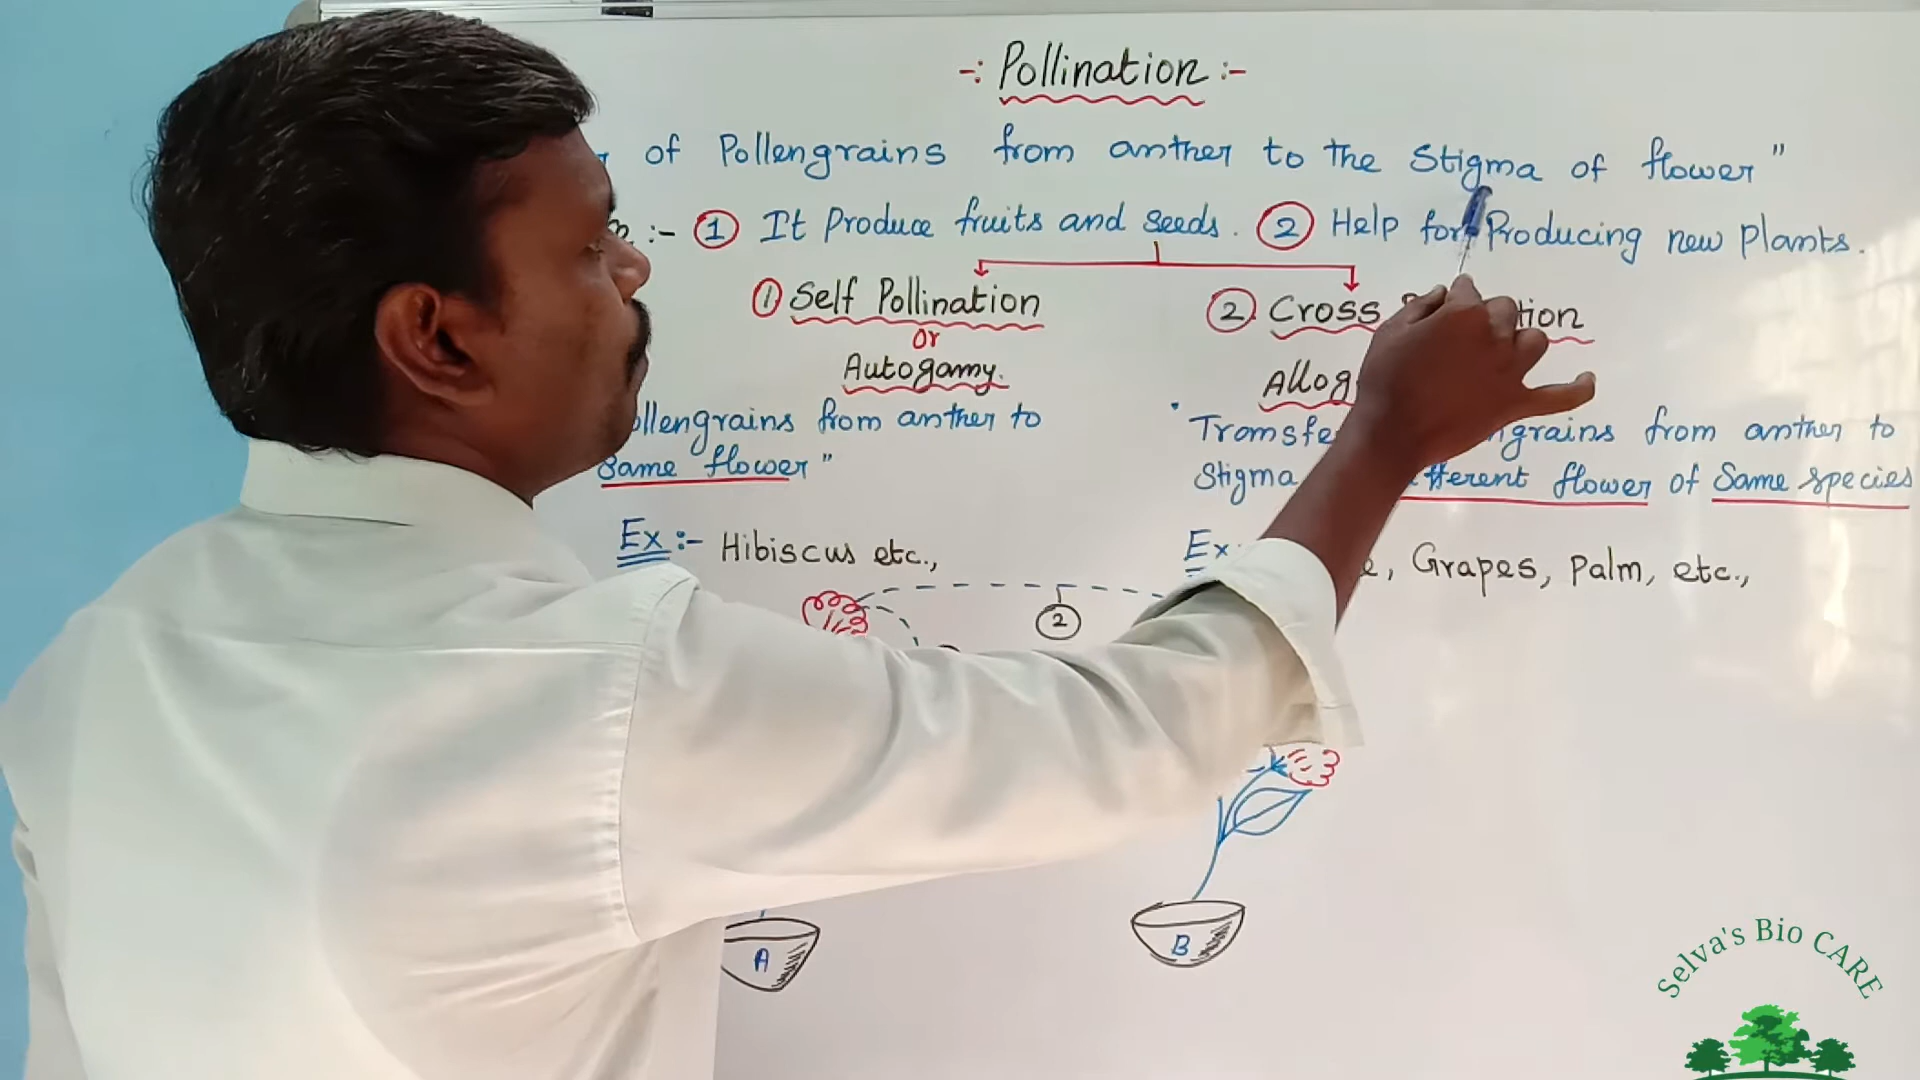 -: Pollination :-
of Pollengrains from anther to the Stigma of flower"
:- ① It Produce fruits and seeds. ② Help for Producing new plants.
① Self Pollination
② Cross
tion
or
Autogamy.
Allog
ollengrains from anther to
Same flower"
Transfe
grains from anther to
Stigma
fferent flower of Same species
Ex:- Hibiscus etc.,
Ex
, Grapes, Palm, etc.,
2
A
B
Selva's Bio CARE